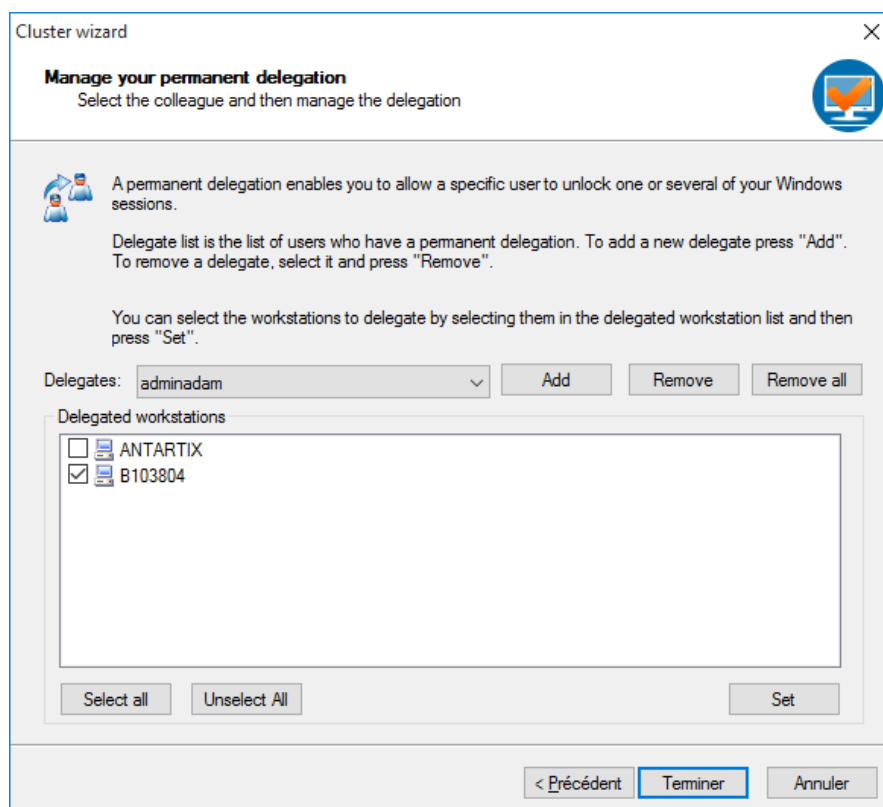 Cluster wizard
Manage your permanent delegation
Select the colleague and then manage the delegation
A permanent delegation enables you to allow a specific user to unlock one or several of your Windows
sessions.
Delegate list is the list of users who have a permanent delegation. To add a new delegate press "Add".
To remove a delegate, select it and press "Remove".
You can select the workstations to delegate by selecting them in the delegated workstation list and then
press "Set".
Delegates: adminadam Add Remove Remove all
Delegated workstations
ANTARTIX
B103804
Select all Unselect All Set
< Précédent Terminer Annuler